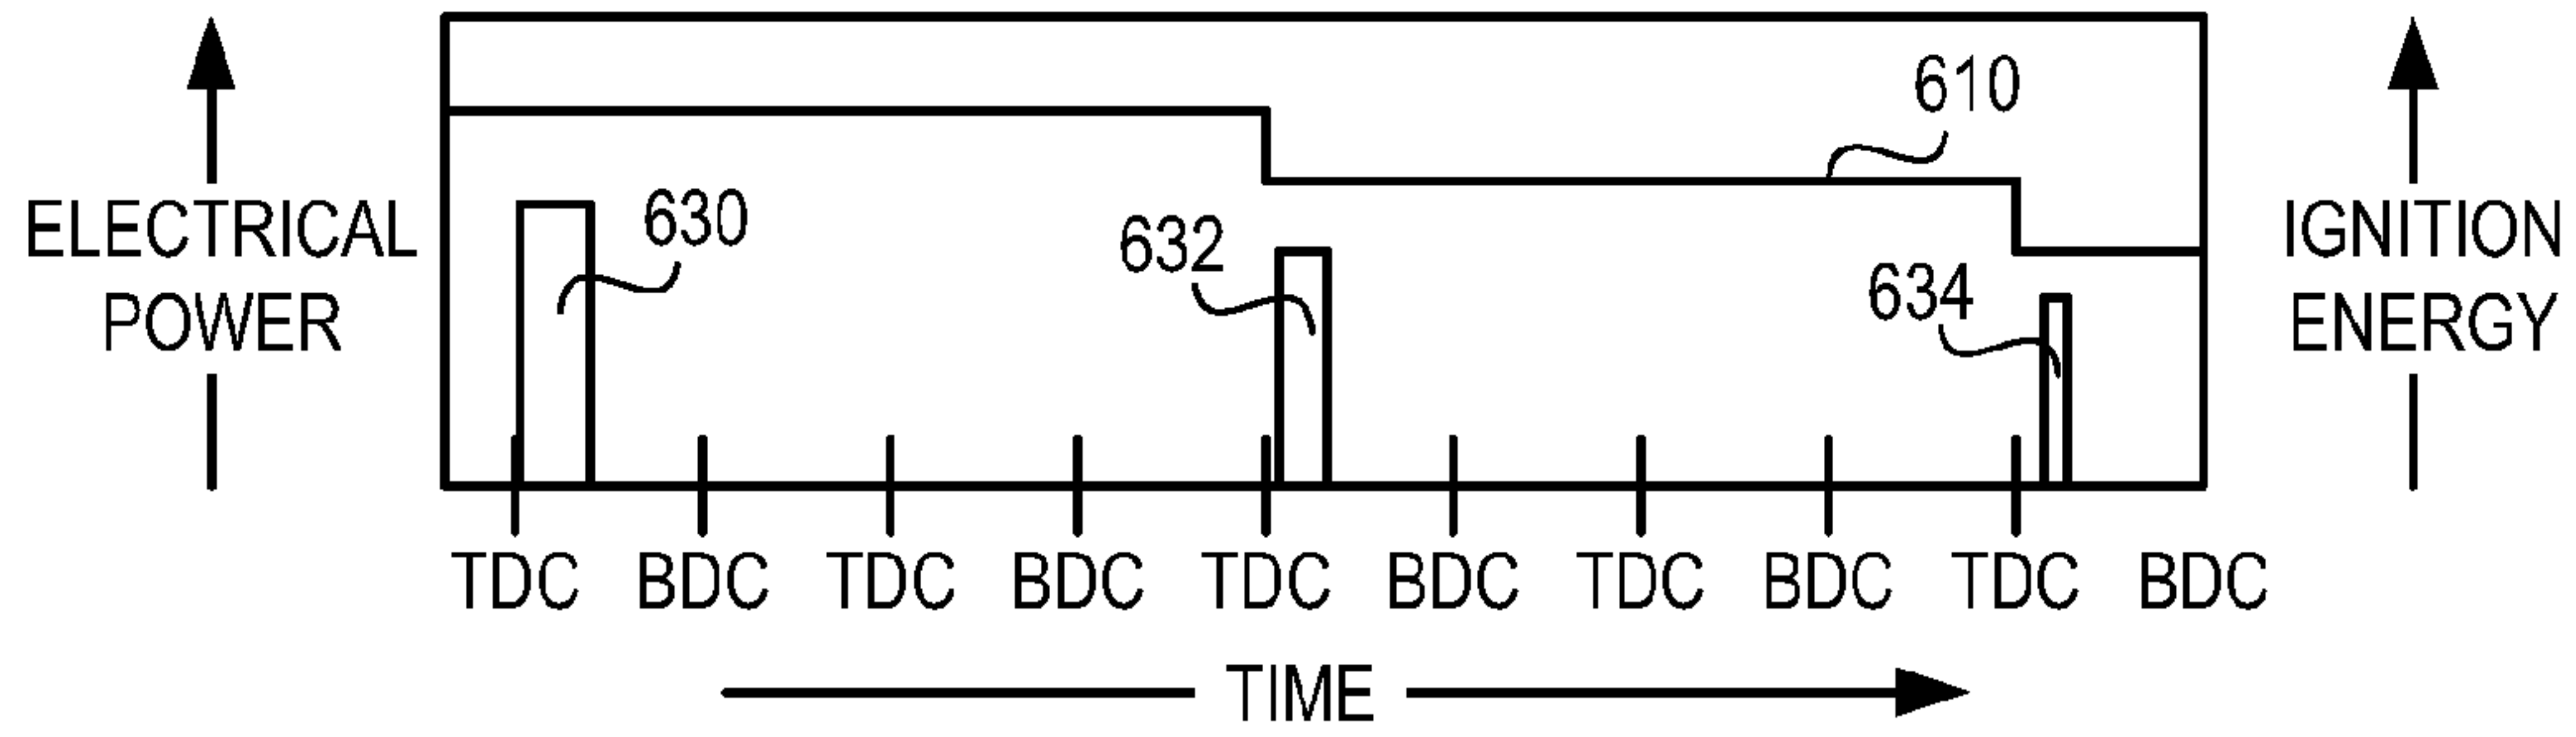 610
630
632
634
ELECTRICAL
POWER
IGNITION
ENERGY
TDC BDC TDC BDC TDC BDC TDC BDC TDC BDC
TIME